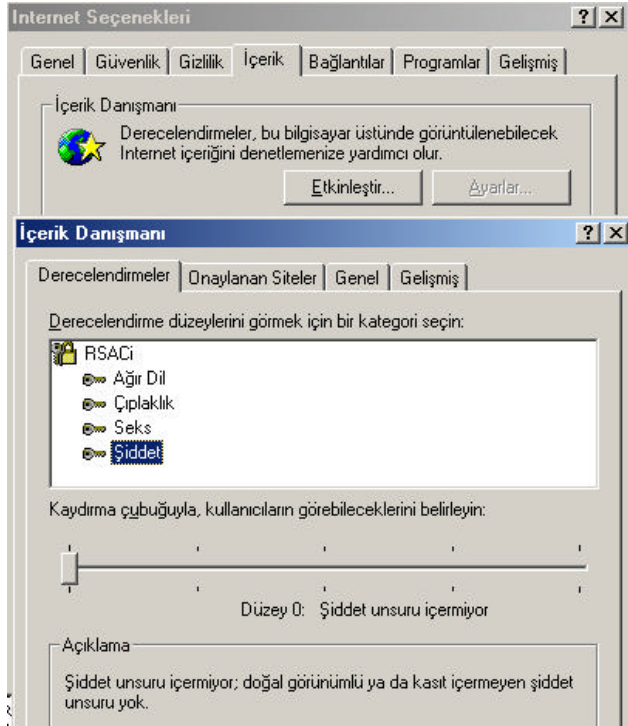 Internet Seçenekleri
Genel Güvenlik Gizlilik İçerik Bağlantılar Programlar Gelişmiş
İçerik Danışmanı
Derecelendirmeler, bu bilgisayar üstünde görüntülenebilecek
Internet içeriğini denetlemenize yardımcı olur.
Etkinleştir... Ayarlar...
İçerik Danışmanı
Derecelendirmeler Onaylanan Siteler Genel Gelişmiş
Derecelendirme düzeylerini görmek için bir kategori seçin:
RSACi
Ağır Dil
Çıplaklık
Seks
Şiddet
Kaydırma çubuğuyla, kullanıcıların görebileceklerini belirleyin:
Düzey 0: Şiddet unsuru içermiyor
Açıklama
Şiddet unsuru içermiyor; doğal görünümlü ya da kasıt içermeyen şiddet
unsuru yok.